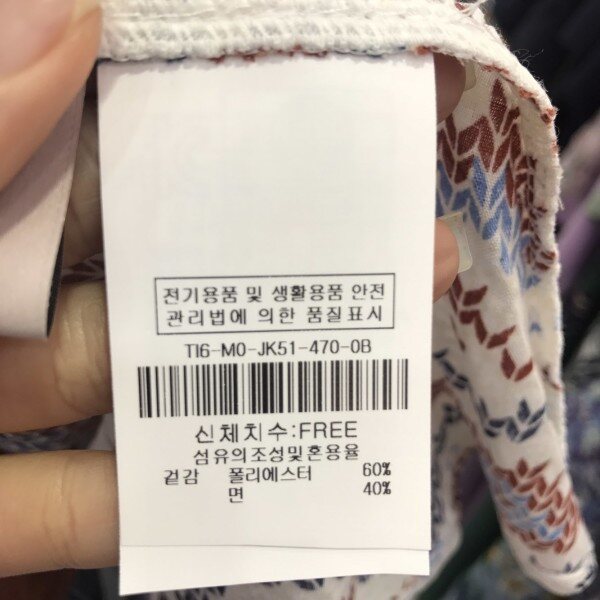 전기용품 및 생활용품 안전
관리법에 의한 품질표시
TI6-M0-JK51-470-0B
신체치수:FREE
섬유의조성및혼용율
겉감 폴리에스터 60%
면 40%